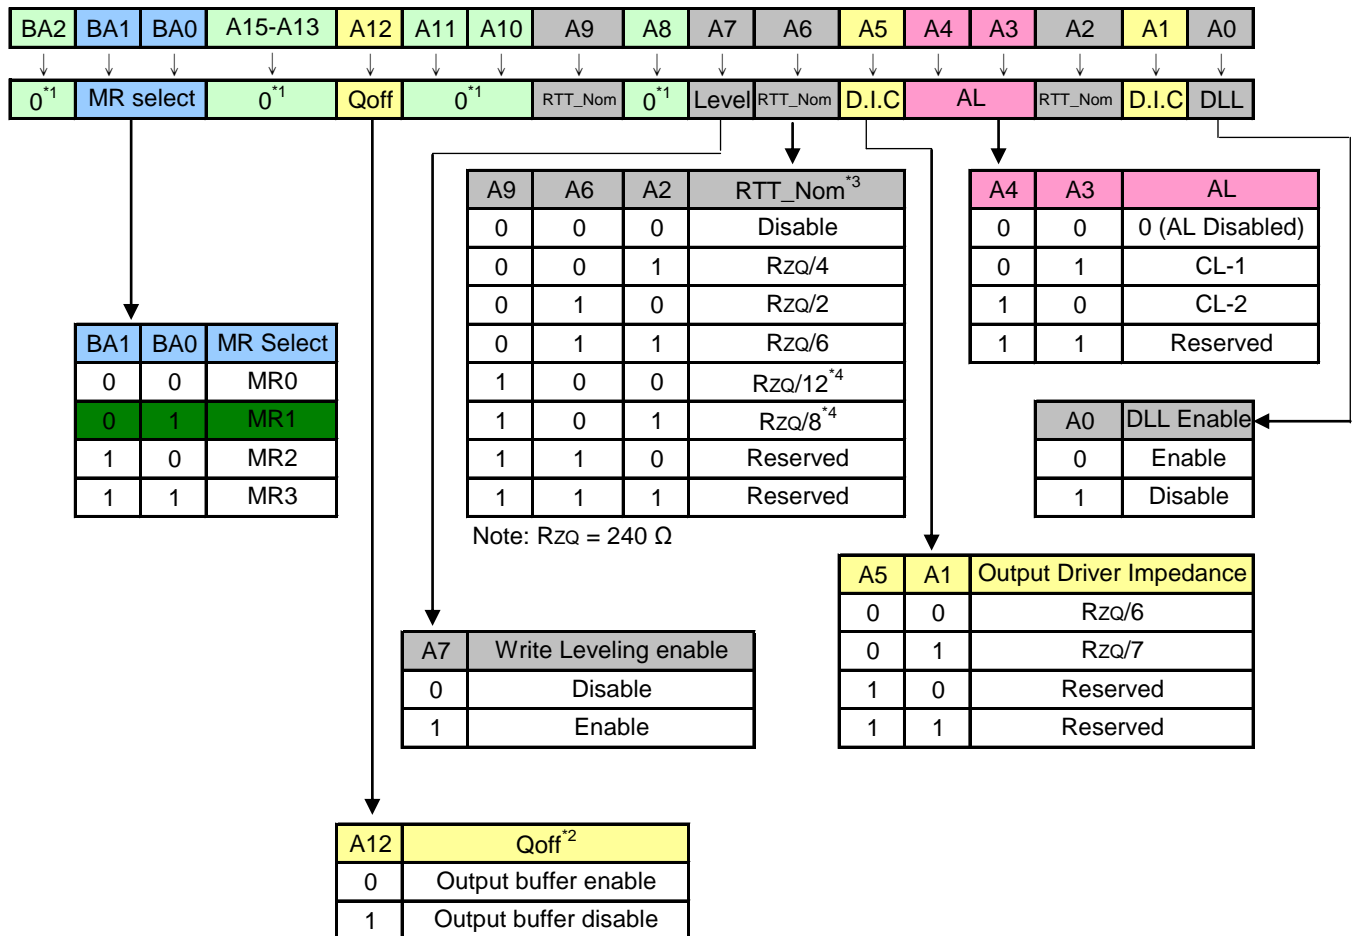 BA2 BA1 BA0 A15-A13 A12 A11 A10 A9 A8 A7 A6 A5 A4 A3 A2 A1 A0
0*1 MR select 0*1 Qoff 0*1 RTT_Nom 0*1 Level RTT_Nom D.I.C AL RTT_Nom D.I.C DLL
BA1 BA0 MR Select
0 0 MR0
0 1 MR1
1 0 MR2
1 1 MR3
A9 A6 A2 RTT_Nom*3
0 0 0 Disable
0 0 1 RZQ/4
0 1 0 RZQ/2
0 1 1 RZQ/6
1 0 0 RZQ/12*4
1 0 1 RZQ/8*4
1 1 0 Reserved
1 1 1 Reserved
Note: RZQ = 240 Ω
A4 A3 AL
0 0 0 (AL Disabled)
0 1 CL-1
1 0 CL-2
1 1 Reserved
A0 DLL Enable
0 Enable
1 Disable
A5 A1 Output Driver Impedance
0 0 RZQ/6
0 1 RZQ/7
1 0 Reserved
1 1 Reserved
A7 Write Leveling enable
0 Disable
1 Enable
A12 Qoff*2
0 Output buffer enable
1 Output buffer disable